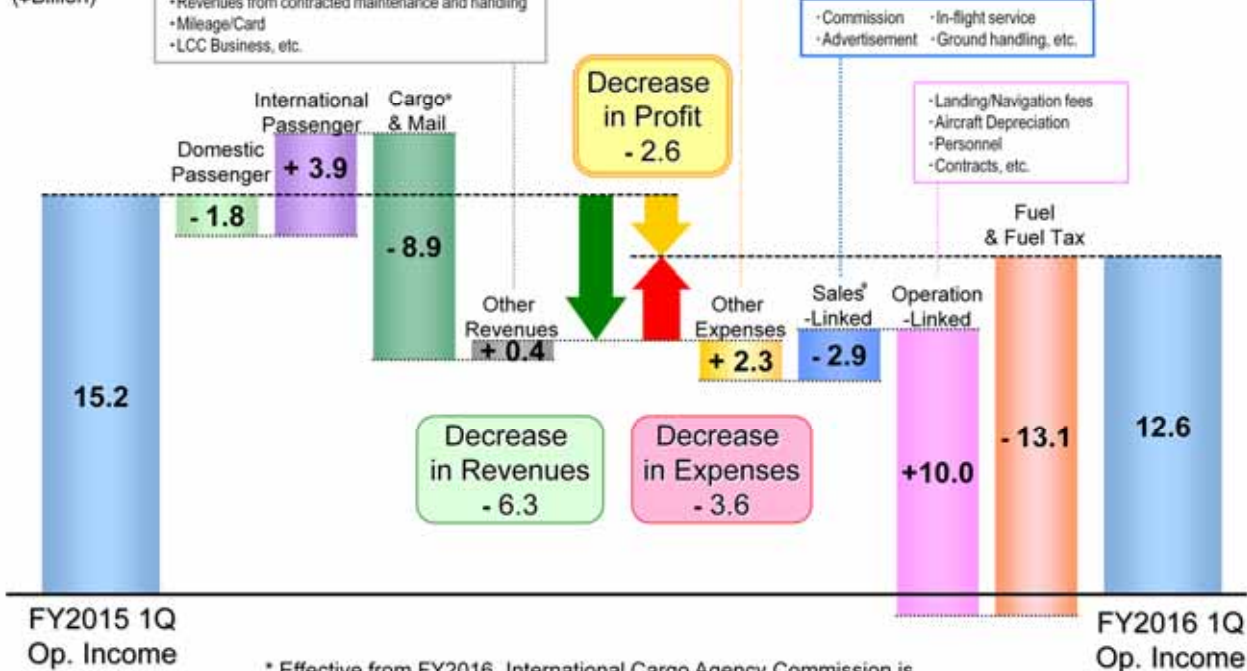 (¥Billion)
・Revenues from contracted maintenance and handling
・Mileage/Card
・LCC Business, etc.
・Commission ・In-flight service
・Advertisement ・Ground handling, etc.
・Landing/Navigation fees
・Aircraft Depreciation
・Personnel
・Contracts, etc.
Decrease
in Profit
- 2.6
International
Passenger
+ 3.9
Cargo*
& Mail
- 8.9
Domestic
Passenger
- 1.8
Other
Revenues
+ 0.4
Other
Expenses
+ 2.3
Sales*
-Linked
- 2.9
Operation
-Linked
+10.0
Fuel
& Fuel Tax
- 13.1
15.2
12.6
Decrease
in Revenues
- 6.3
Decrease
in Expenses
- 3.6
FY2015 1Q
Op. Income
FY2016 1Q
Op. Income
* Effective from FY2016, International Cargo Agency Commission is